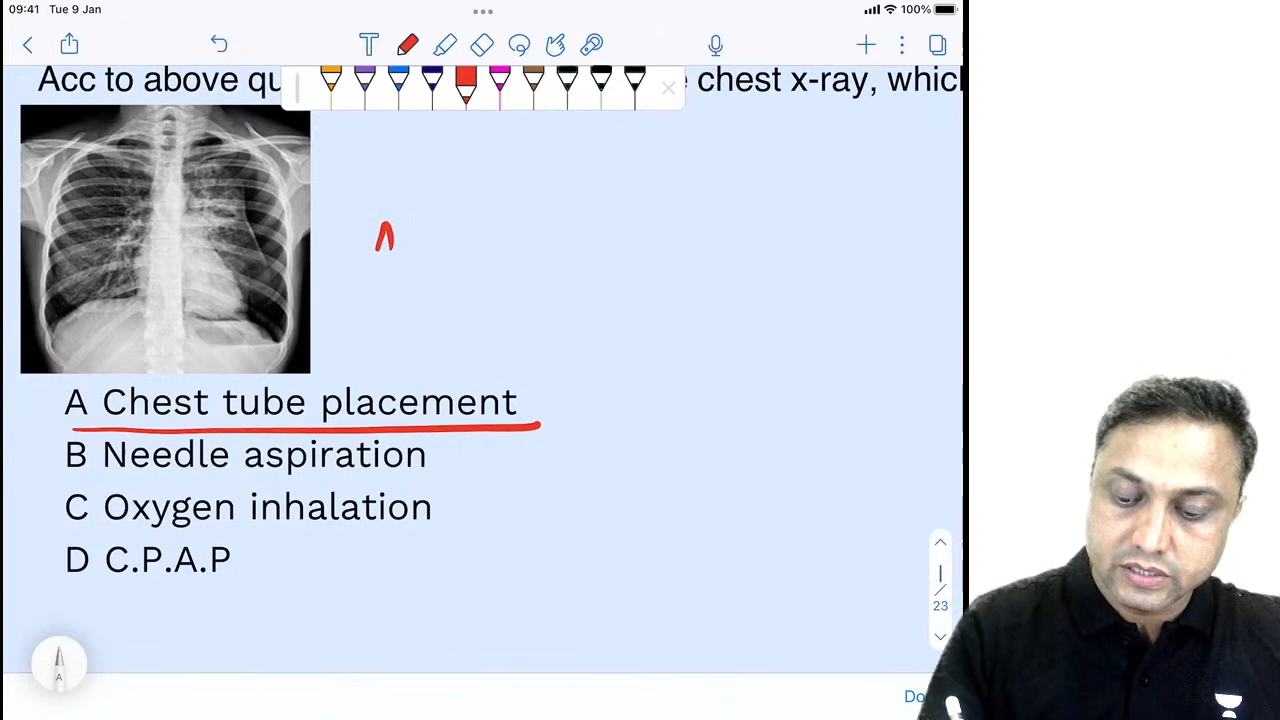 09:41 Tue 9 Jan
100%
Acc to above qu e chest x-ray, which
A Chest tube placement
B Needle aspiration
C Oxygen inhalation
D C.P.A.P
23
A
Do